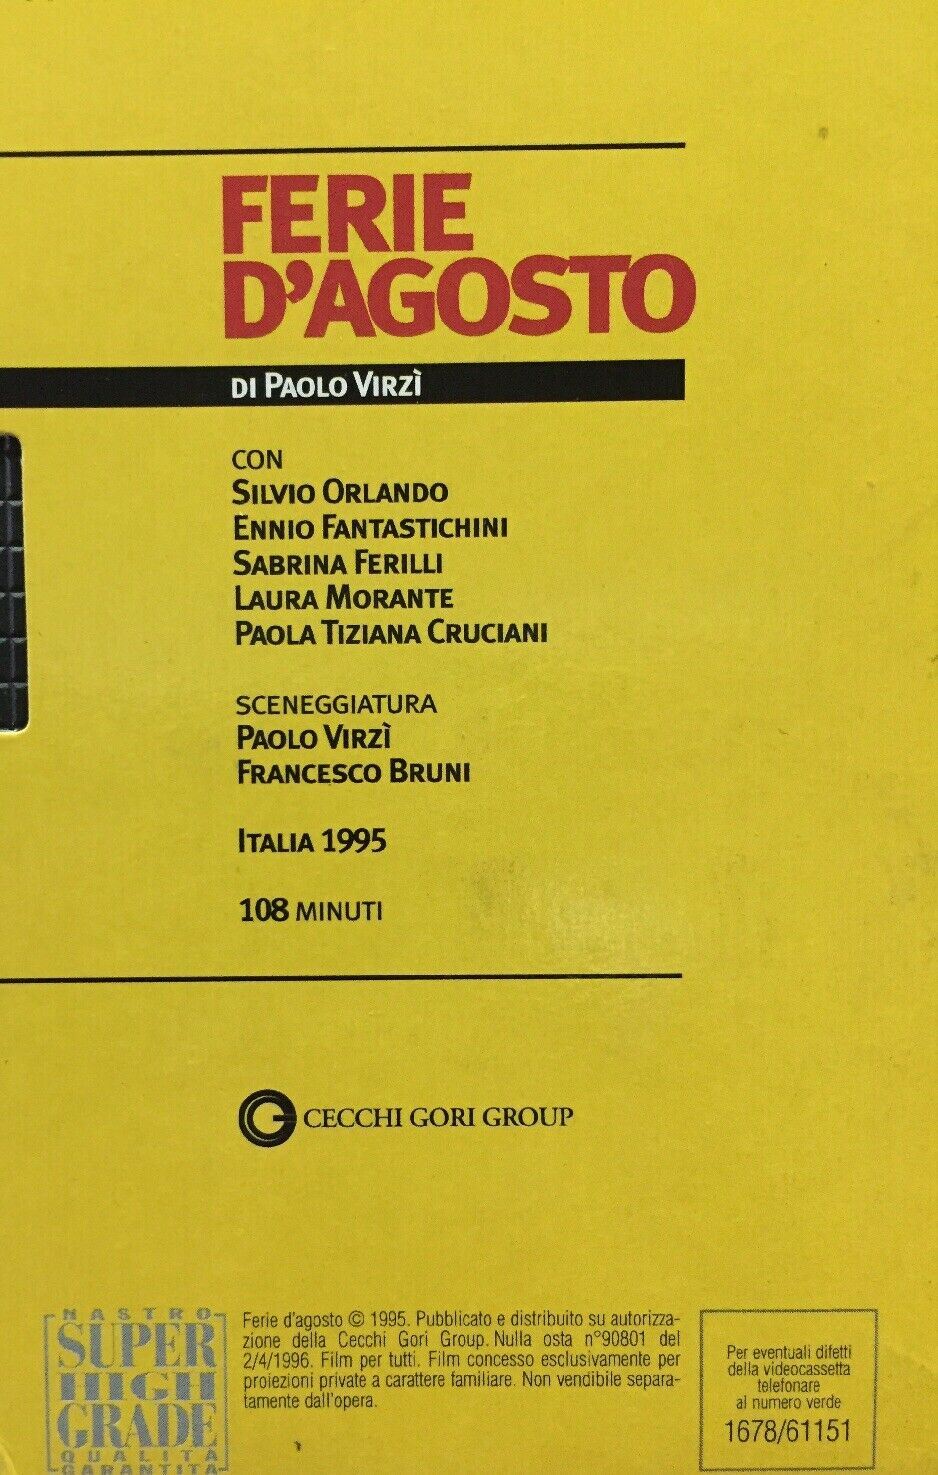 FERIE
D'AGOSTO
DI PAOLO VIRZÌ
CON
SILVIO ORLANDO
ENNIO FANTASTICHINI
SABRINA FERILLI
LAURA MORANTE
PAOLA TIZIANA CRUCIANI
SCENEGGIATURA
PAOLO VIRZÌ
FRANCESCO BRUNI
ITALIA 1995
108 MINUTI
CECCHI GORI GROUP
NASTRO
SUPER
HIGH
GRADE
QUALITÀ
GARANTITA
Ferie d'agosto © 1995. Pubblicato e distribuito su autorizza-
zione della Cecchi Gori Group. Nulla osta n°90801 del
2/4/1996. Film per tutti. Film concesso esclusivamente per
proiezioni private a carattere familiare. Non vendibile separa-
tamente dall'opera.
Per eventuali difetti
della videocassetta
telefonare
al numero verde
1678/61151